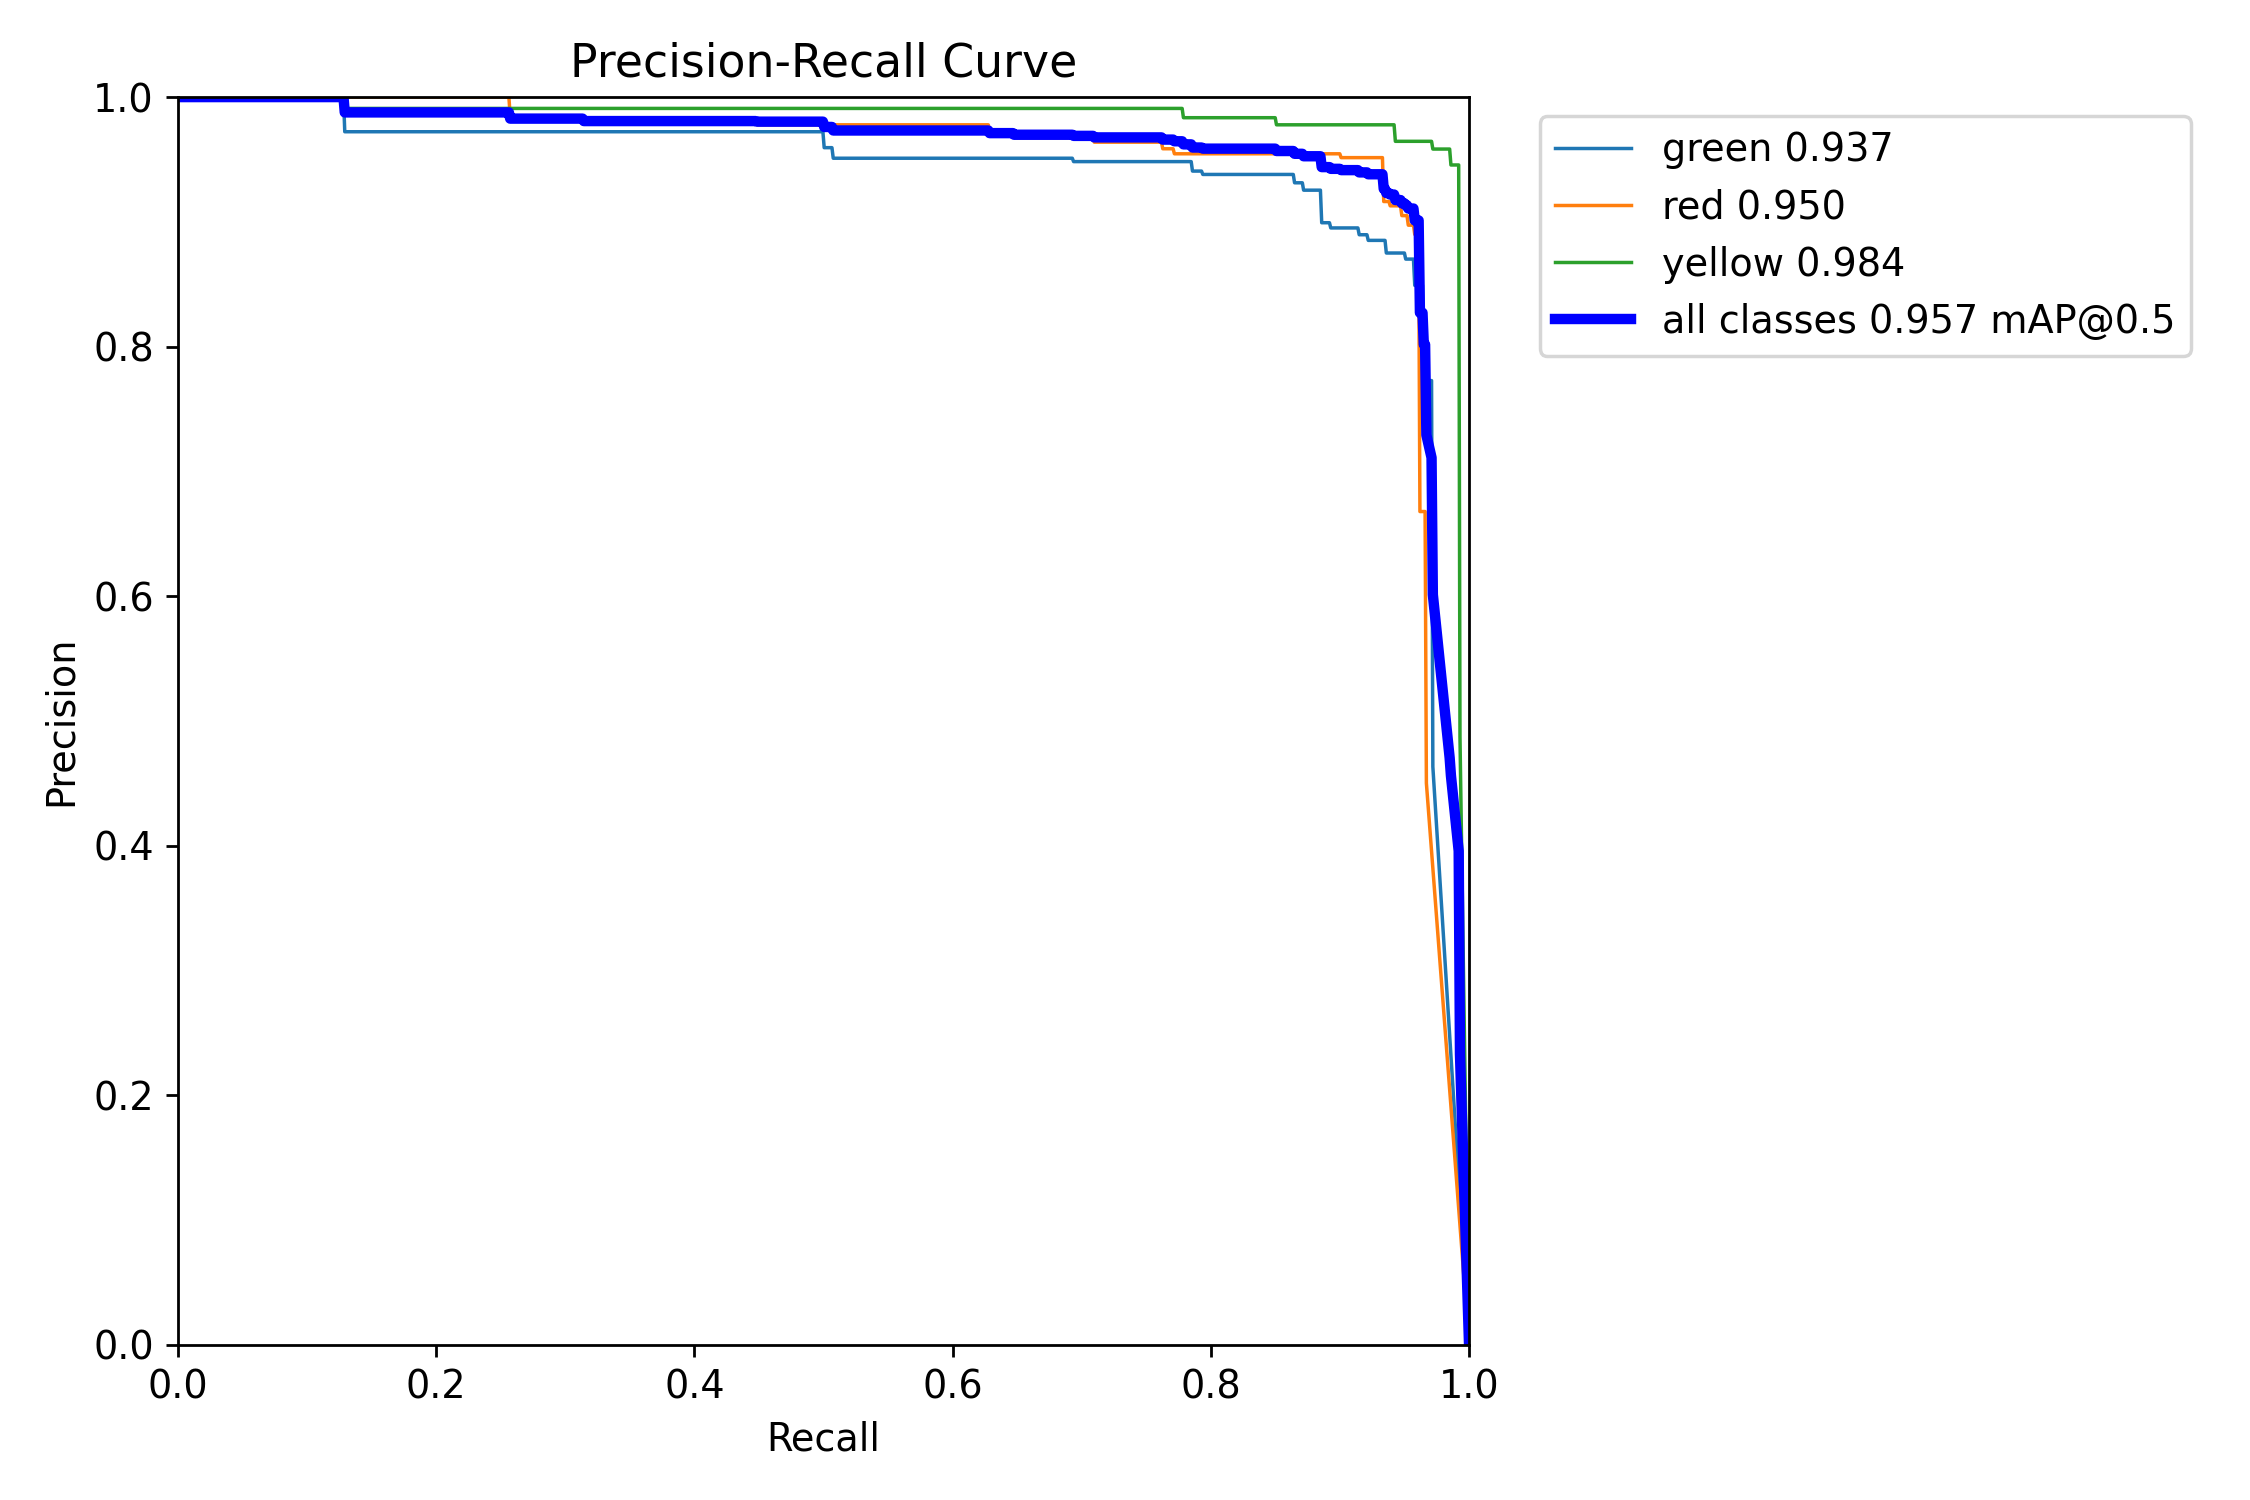 Precision-Recall Curve
1.0
0.8
0.6
0.4
0.2
0.0
Precision
0.0 0.2 0.4 0.6 0.8 1.0
Recall
green 0.937
red 0.950
yellow 0.984
all classes 0.957 mAP@0.5